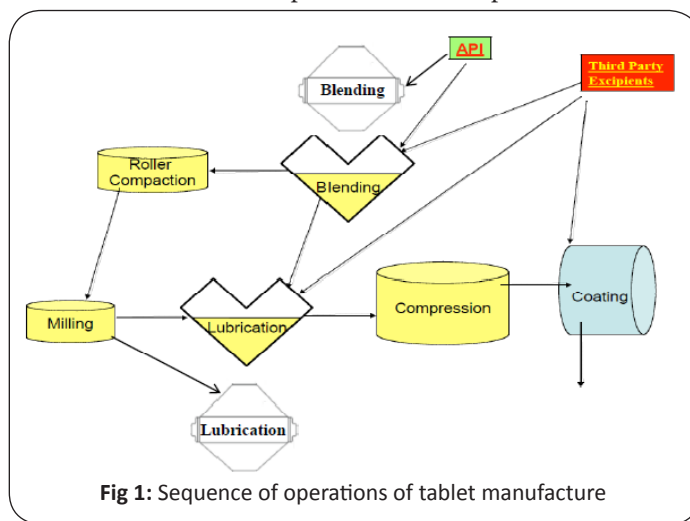 API
Third Party
Excipients
Blending
Roller
Compaction
Blending
Milling
Lubrication
Compression
Coating
Lubrication
Fig 1: Sequence of operations of tablet manufacture